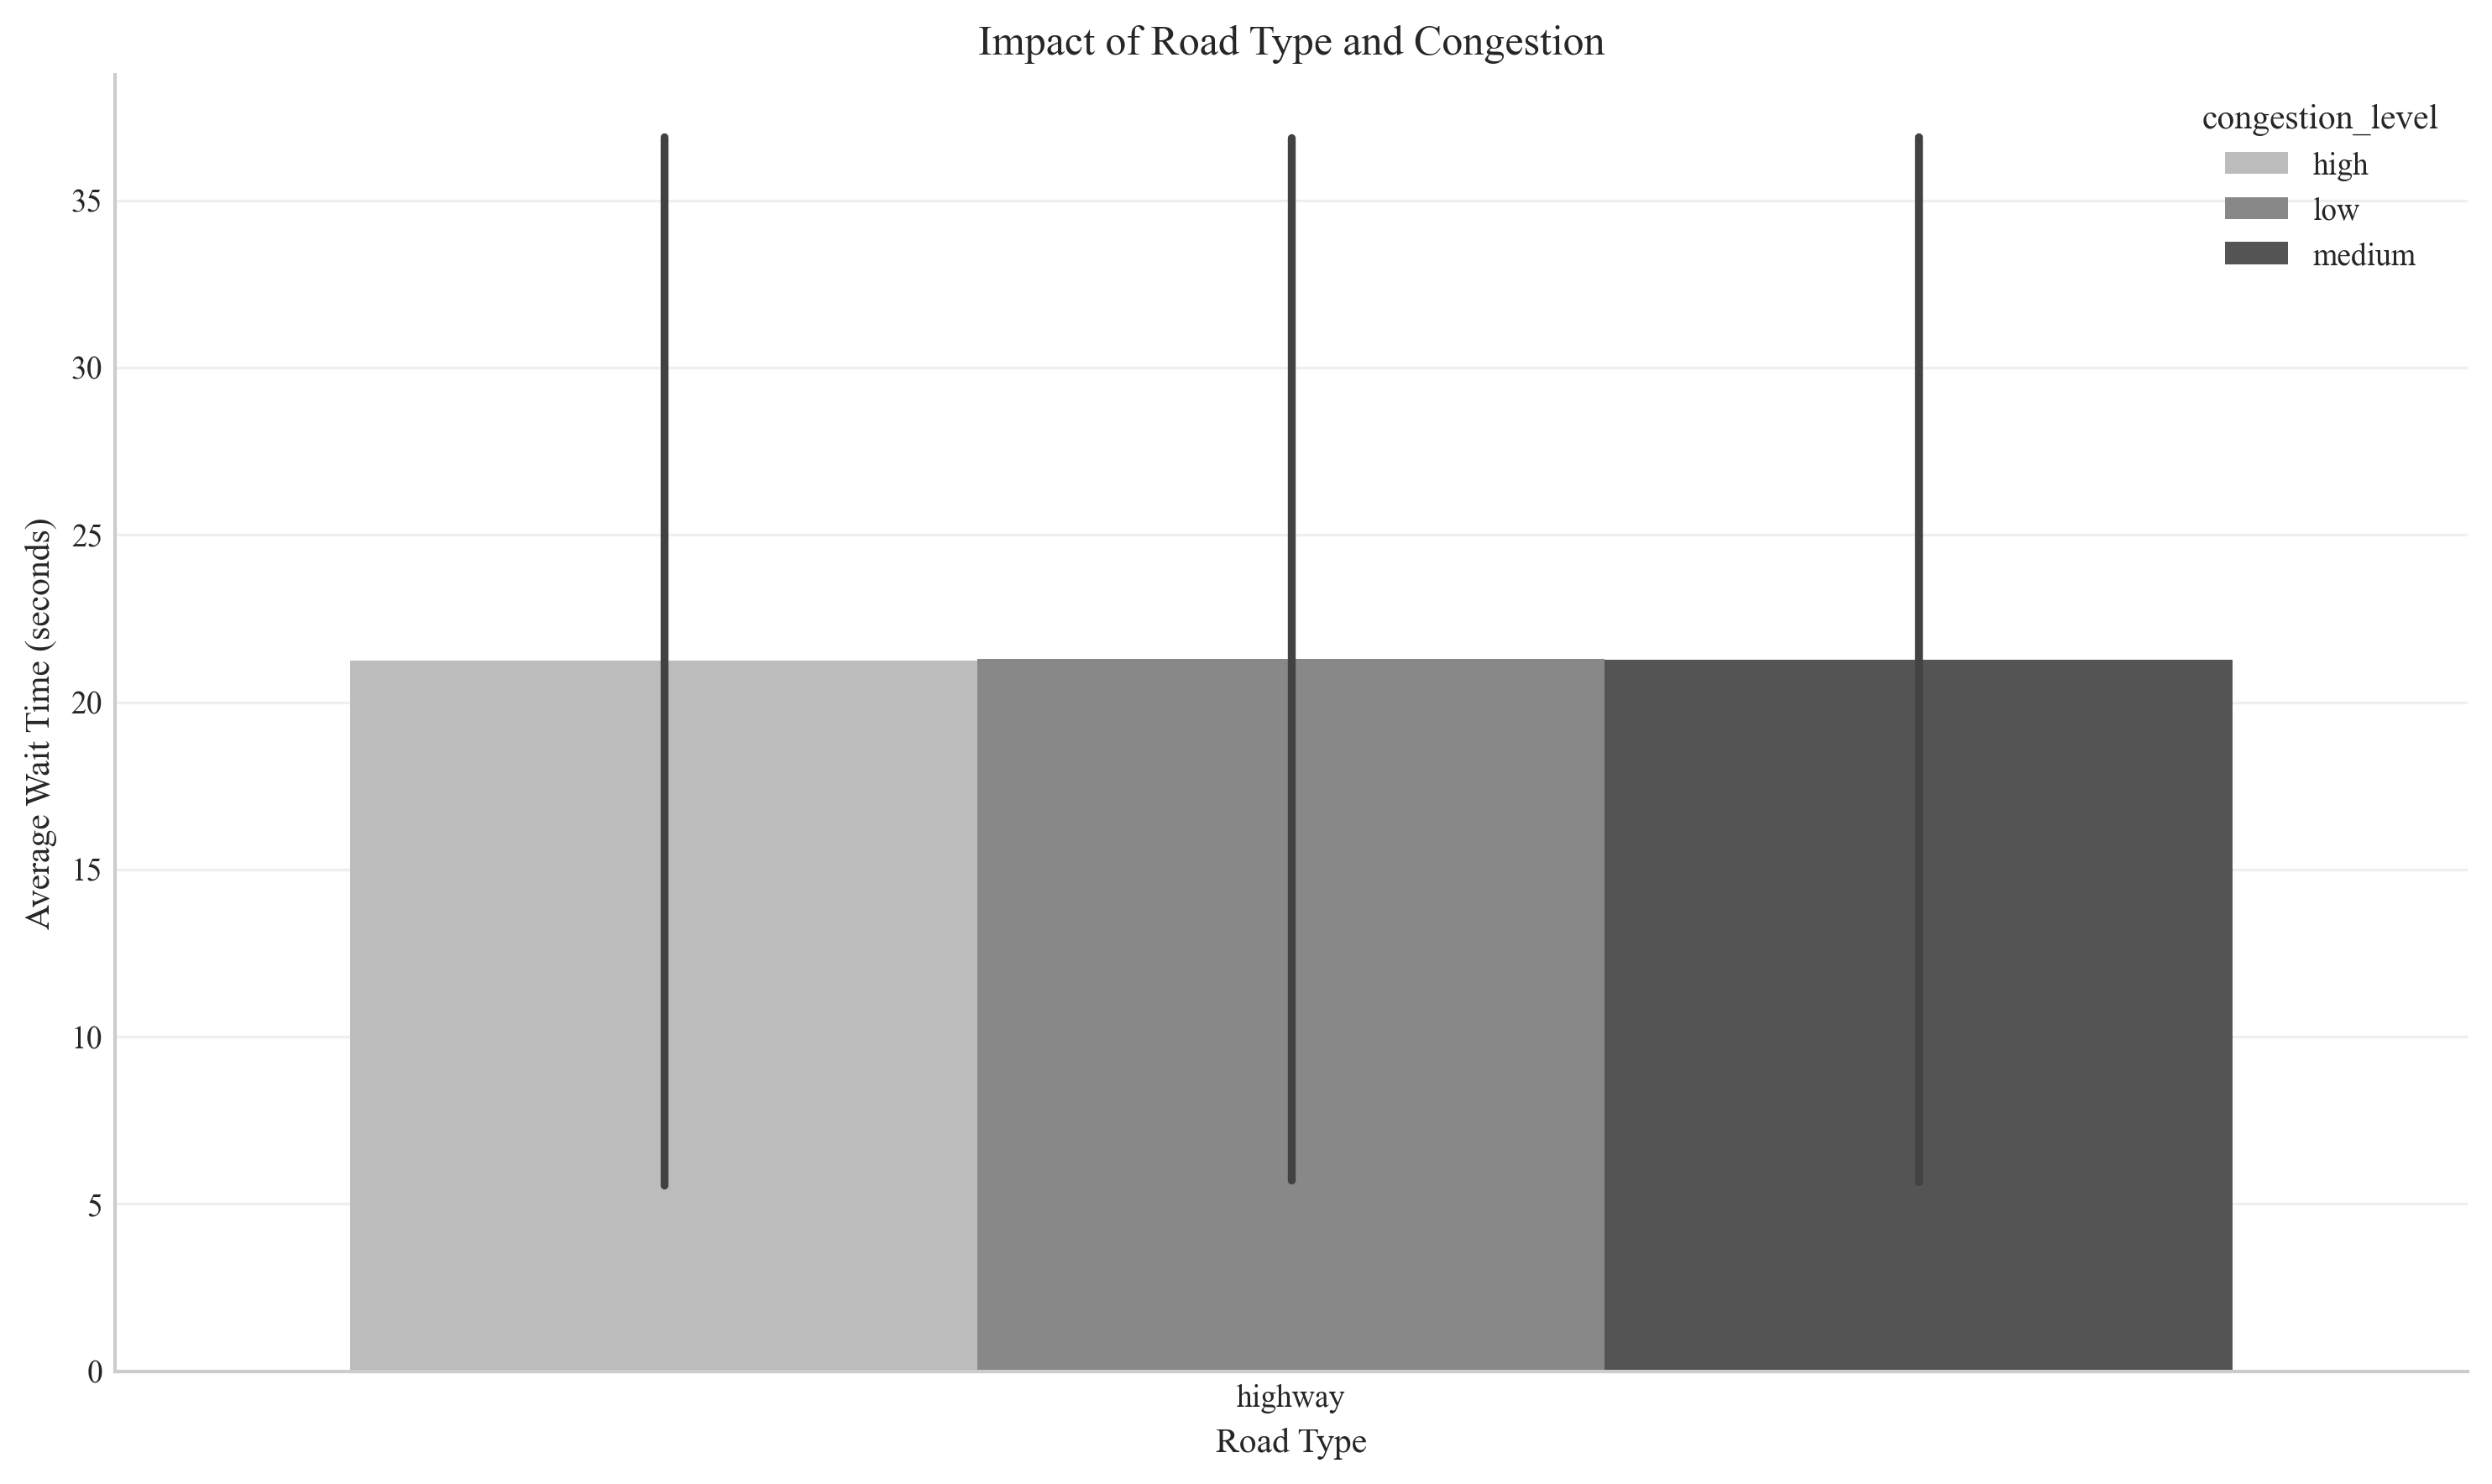 Impact of Road Type and Congestion
congestion_level
high
low
medium
35
30
25
20
15
10
5
0
Average Wait Time (seconds)
highway
Road Type